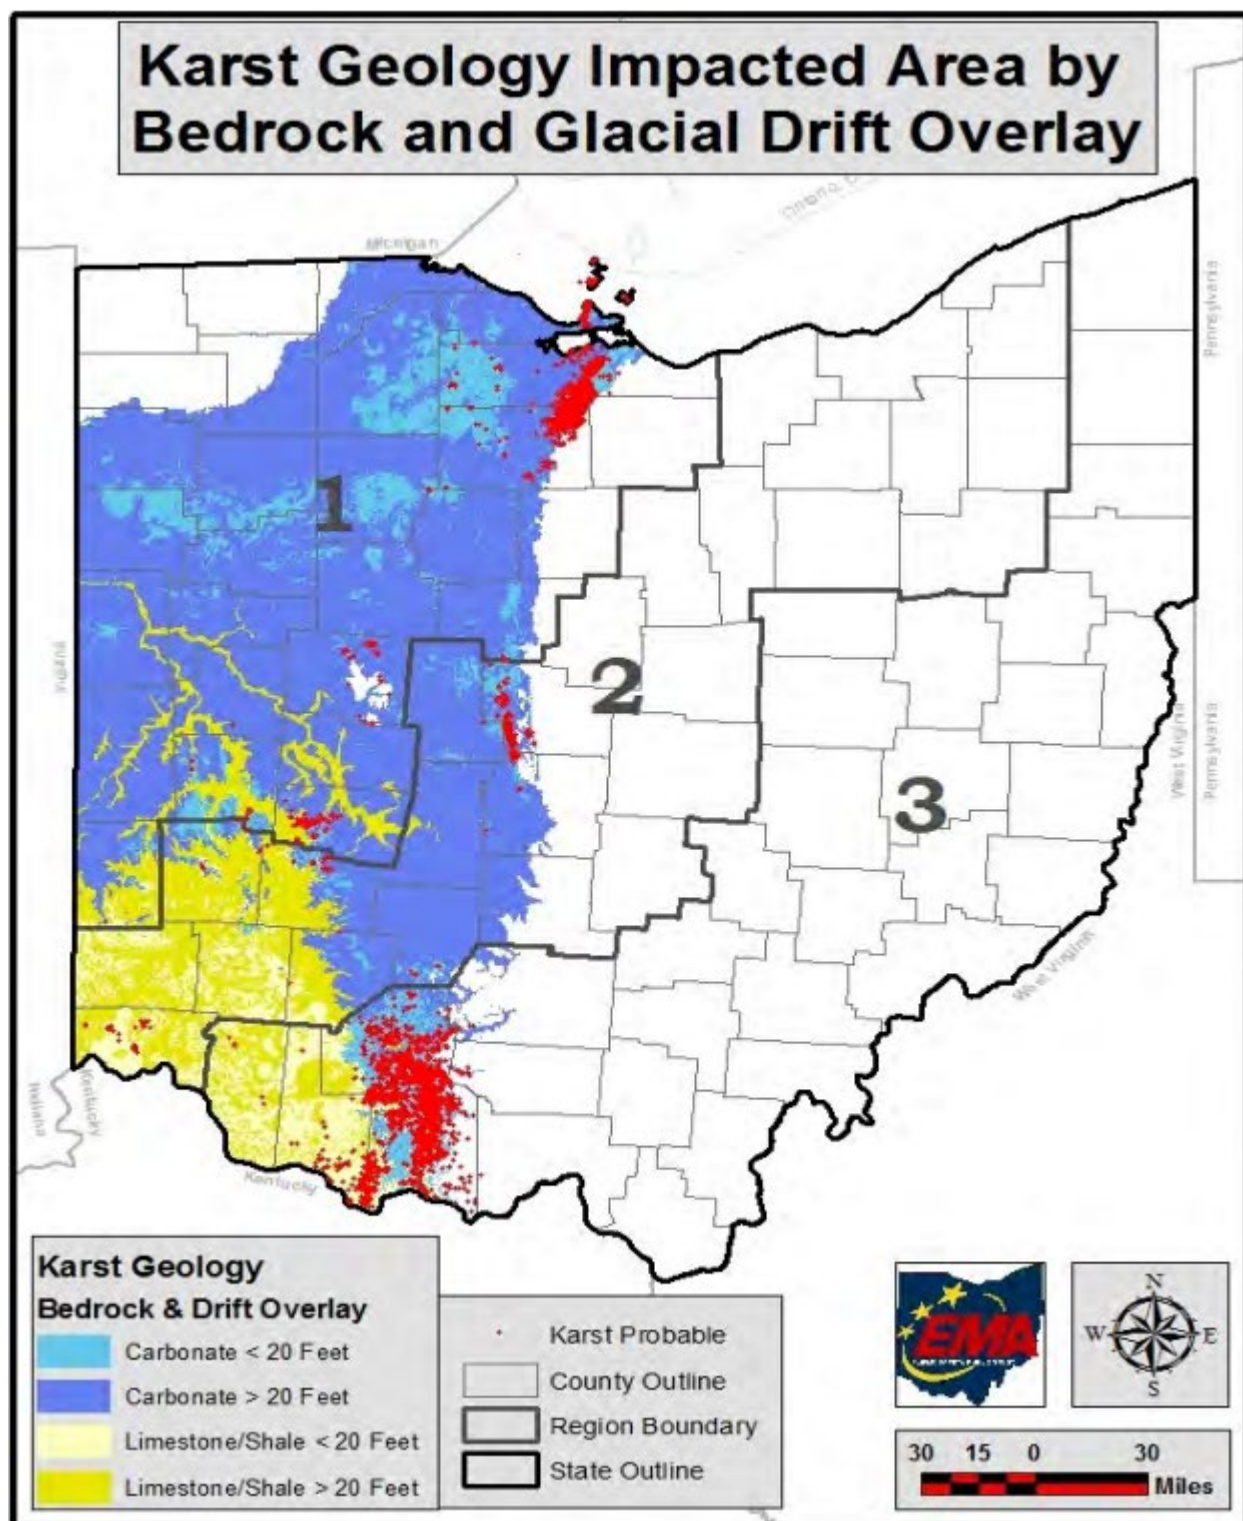 Karst Geology Impacted Area by
Bedrock and Glacial Drift Overlay
Michigan
Pennsylvania
1
2
3
Indiana
West Virginia
Pennsylvania
West Virginia
Indiana
Kentucky
Kentucky
Karst Geology
Bedrock & Drift Overlay
Carbonate < 20 Feet
Carbonate > 20 Feet
Limestone/Shale < 20 Feet
Limestone/Shale > 20 Feet
Karst Probable
County Outline
Region Boundary
State Outline
EMA
N
W E
S
30 15 0 30
Miles